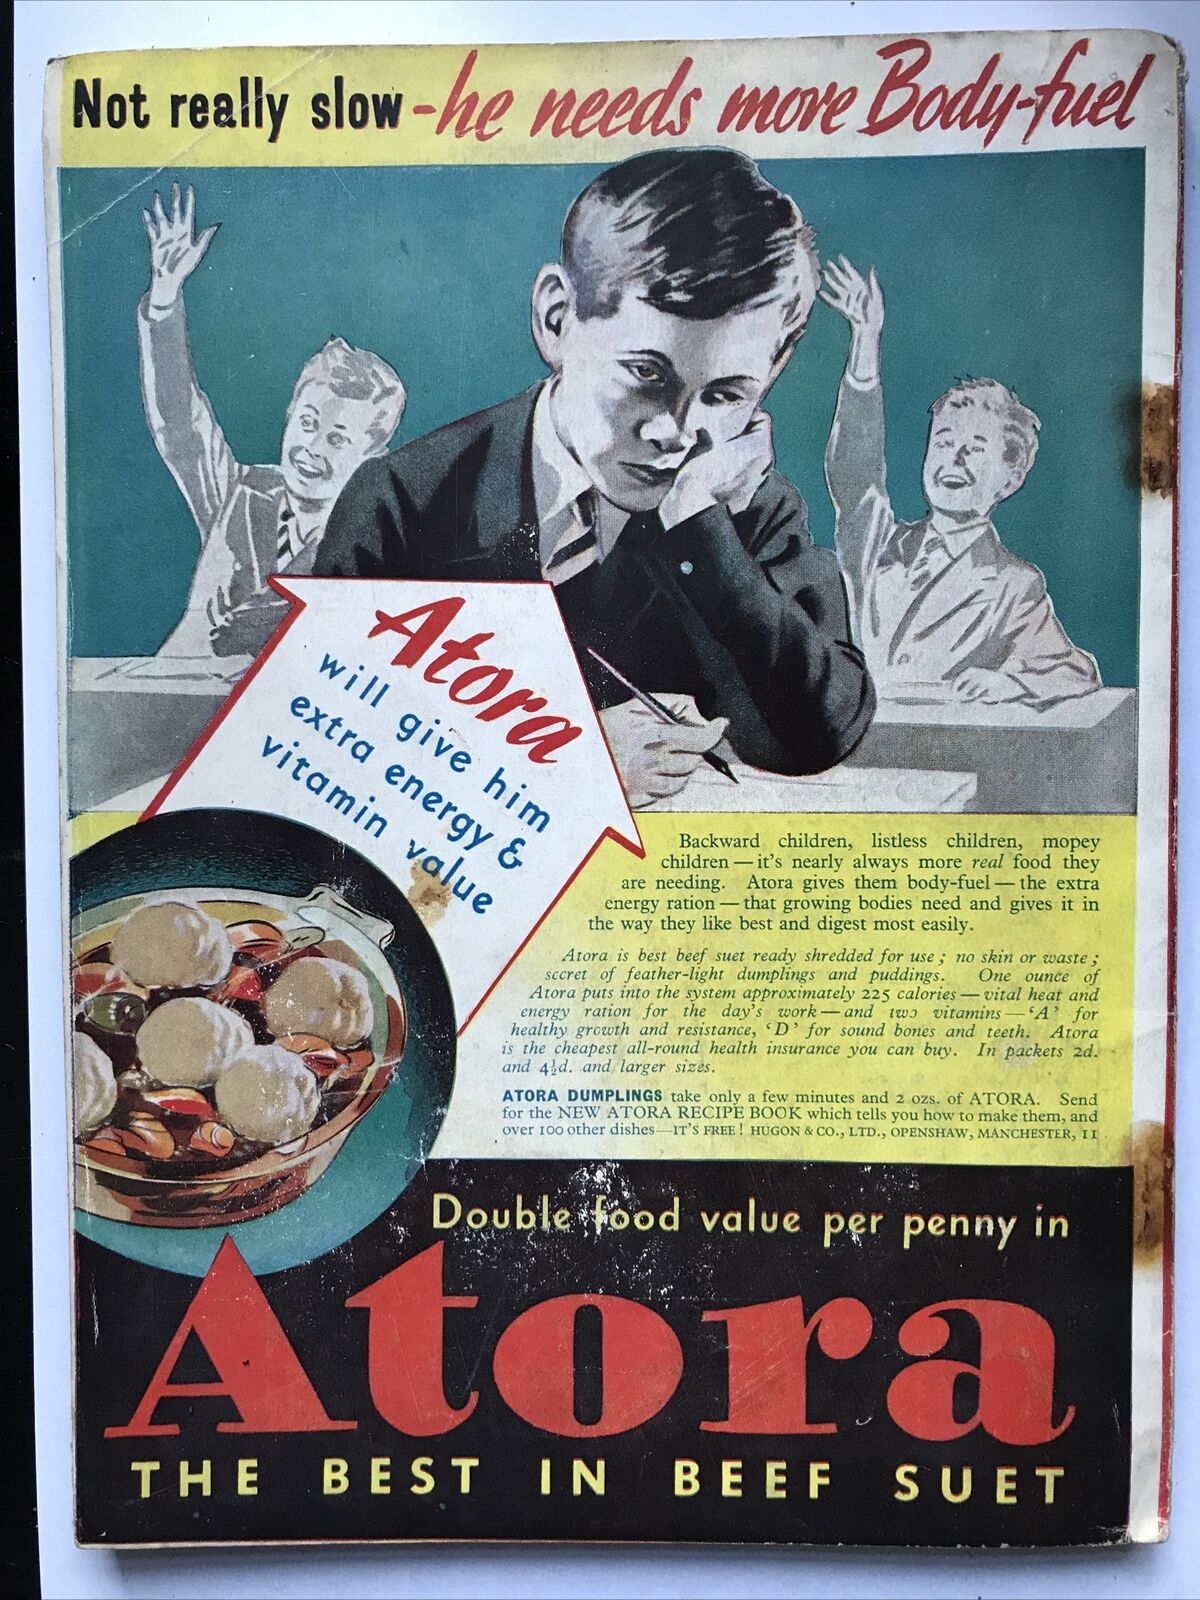 Not really slow - he needs more Body-fuel
Atora
will give him
extra energy &
vitamin value
Backward children, listless children, mopey
children — it's nearly always more real food they
are needing. Atora gives them body-fuel — the extra
energy ration — that growing bodies need and gives it in
the way they like best and digest most easily.
Atora is best beef suet ready shredded for use; no skin or waste;
secret of feather-light dumplings and puddings. One ounce of
Atora puts into the system approximately 225 calories — vital heat and
energy ration for the day's work — and two vitamins — 'A' for
healthy growth and resistance, 'D' for sound bones and teeth. Atora
is the cheapest all-round health insurance you can buy. In packets 2d.
and 4½d. and larger sizes.
ATORA DUMPLINGS take only a few minutes and 2 ozs. of ATORA. Send
for the NEW ATORA RECIPE BOOK which tells you how to make them, and
over 100 other dishes—IT'S FREE! HUGON & CO., LTD., OPENSHAW, MANCHESTER, 11
Double food value per penny in
Atora
THE BEST IN BEEF SUET